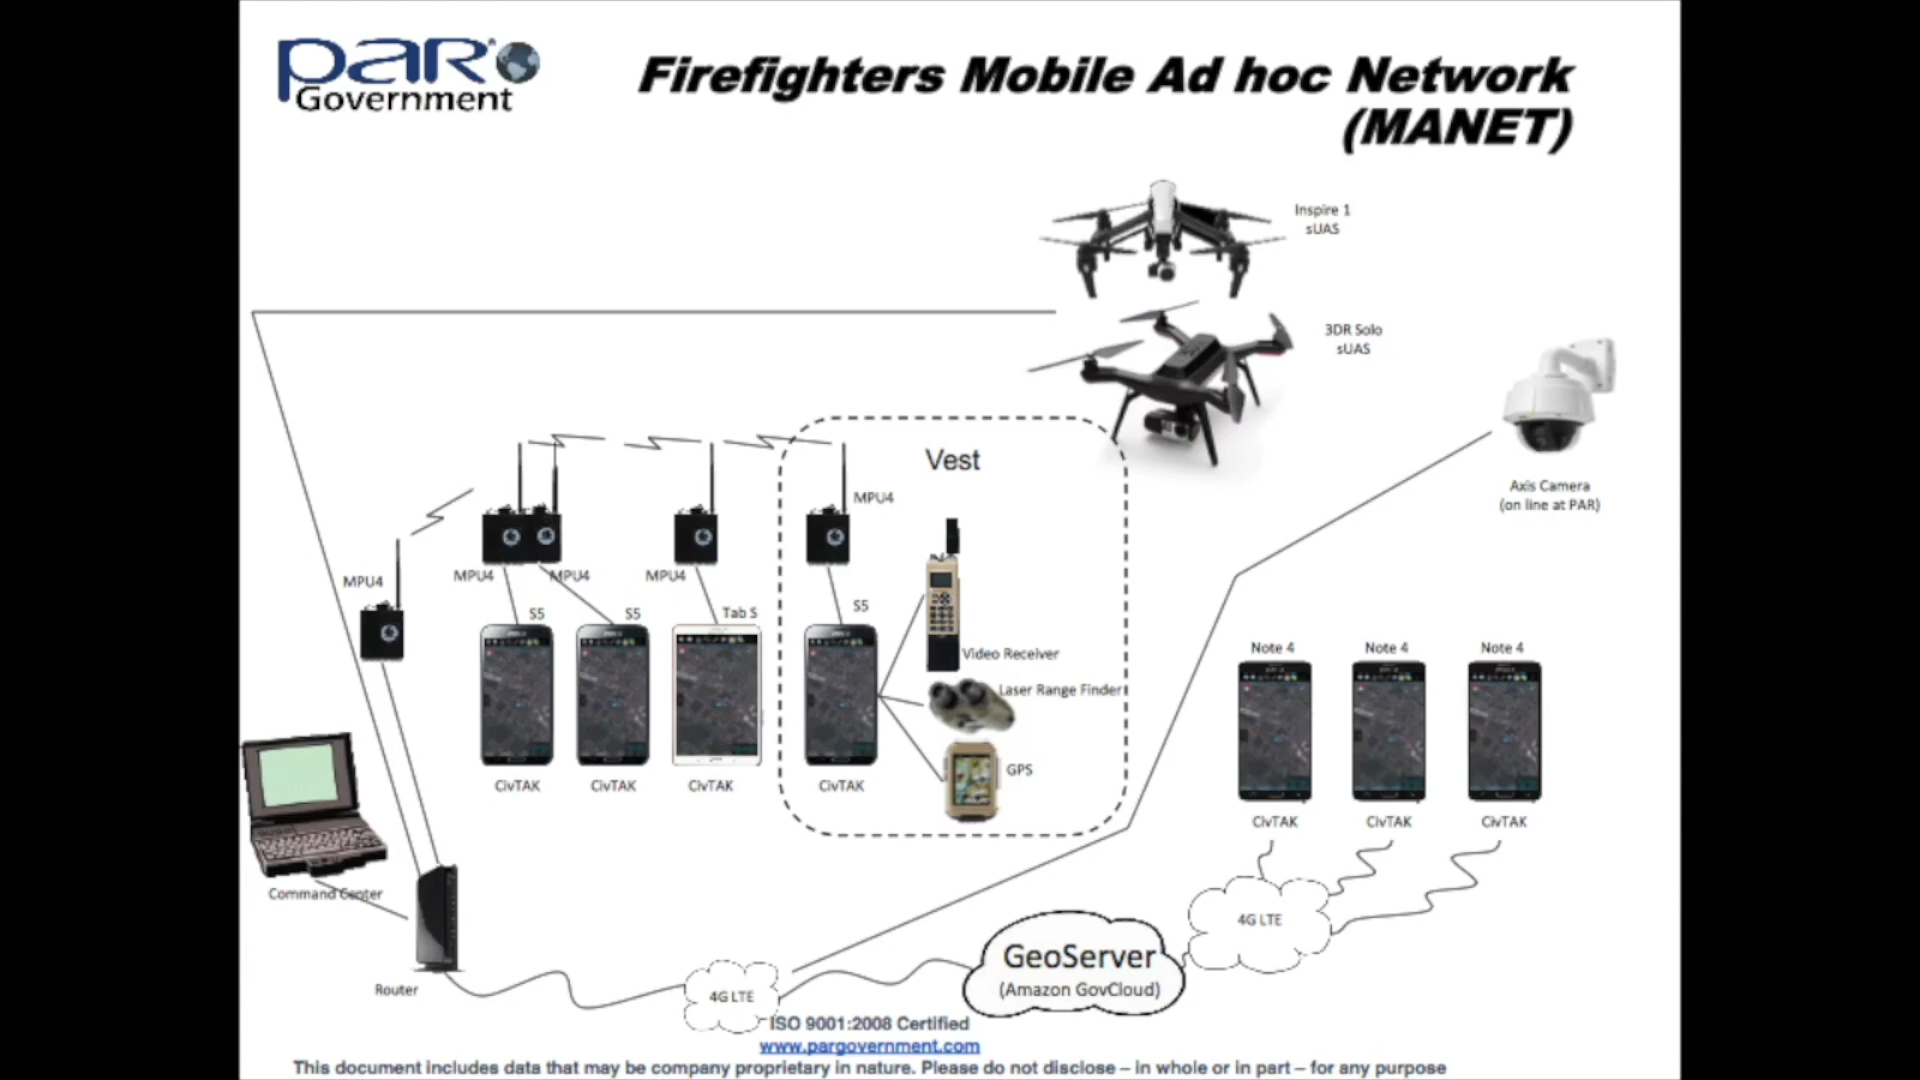 paR
Government
Firefighters Mobile Ad hoc Network
(MANET)
Inspire 1
sUAS
3DR Solo
sUAS
Axis Camera
(on line at PAR)
Vest
MPU4
MPU4
MPU4
MPU4
MPU4
S5
S5
Tab S
S5
Video Receiver
Laser Range Finder
GPS
CivTAK
CivTAK
CivTAK
CivTAK
Note 4
Note 4
Note 4
CivTAK
CivTAK
CivTAK
Command Center
Router
4G LTE
GeoServer
(Amazon GovCloud)
4G LTE
ISO 9001:2008 Certified
www.pargovernment.com
This document includes data that may be company proprietary in nature. Please do not disclose – in whole or in part – for any purpose